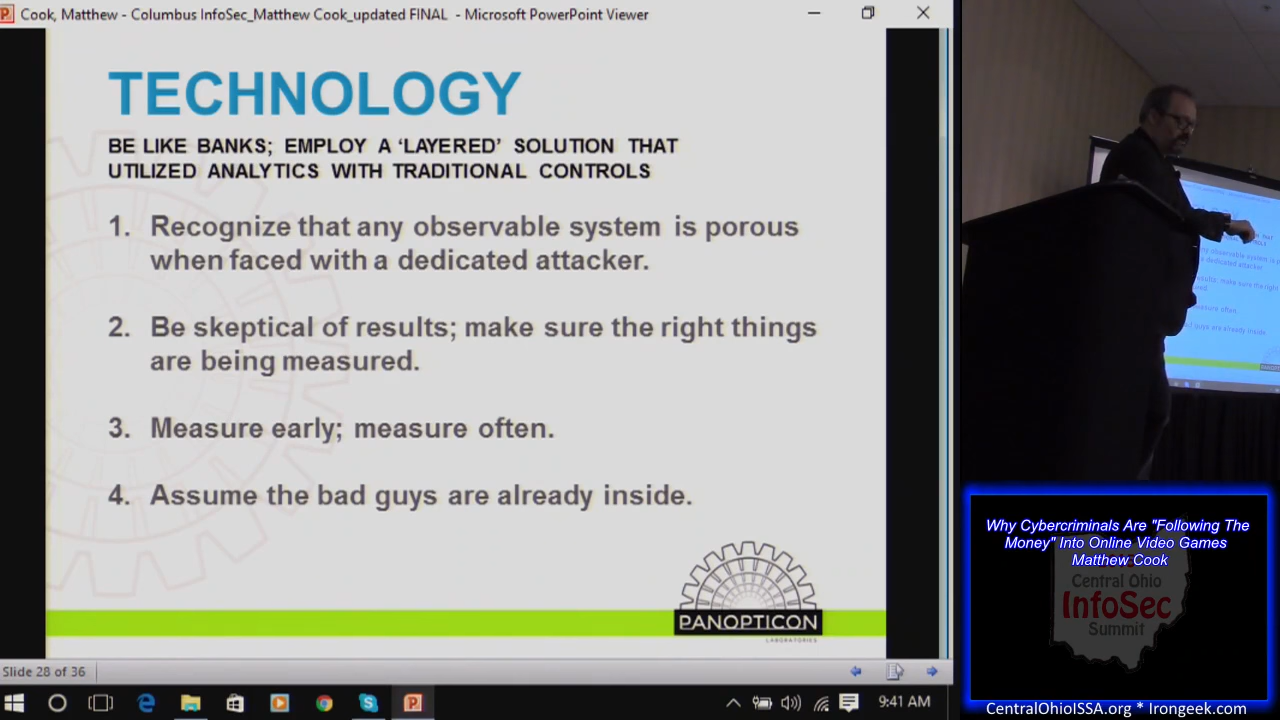 Cook, Matthew - Columbus InfoSec_Matthew Cook_updated FINAL - Microsoft PowerPoint Viewer
TECHNOLOGY
BE LIKE BANKS; EMPLOY A ‘LAYERED’ SOLUTION THAT
UTILIZED ANALYTICS WITH TRADITIONAL CONTROLS
1. Recognize that any observable system is porous
when faced with a dedicated attacker.
2. Be skeptical of results; make sure the right things
are being measured.
3. Measure early; measure often.
4. Assume the bad guys are already inside.
PANOPTICON
LABORATORIES
Slide 28 of 36
9:41 AM
Why Cybercriminals Are "Following The
Money" Into Online Video Games
Matthew Cook
Central Ohio
InfoSec
Summit
CentralOhioISSA.org * Irongeek.com